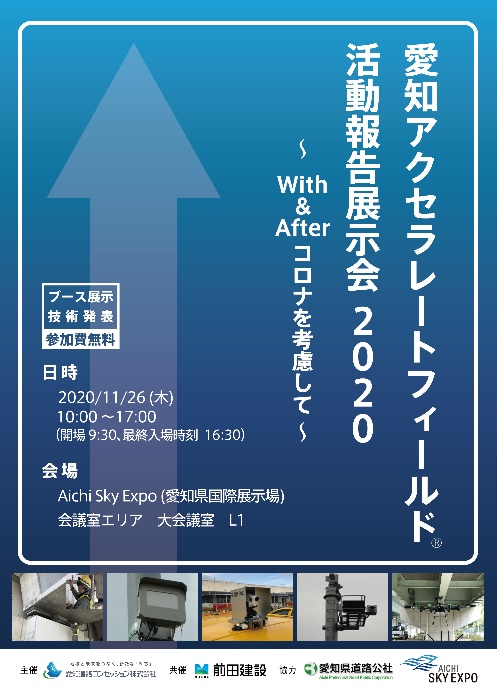 愛知アクセラレートフィールド®
活動報告展示会 2020
～ With & After コロナを考慮して ～
ブース展示
技術発表
参加費無料
日時
2020/11/26 (木)
10:00 ～17:00
（開場 9:30、最終入場時刻 16:30）
会場
Aichi Sky Expo (愛知県国際展示場)
会議室エリア 大会議室 L1
主催 愛知道路コンセッション株式会社 共催 前田建設 協力 愛知県道路公社 AICHI SKY EXPO
Aichi Prefectural Road Public Corporation